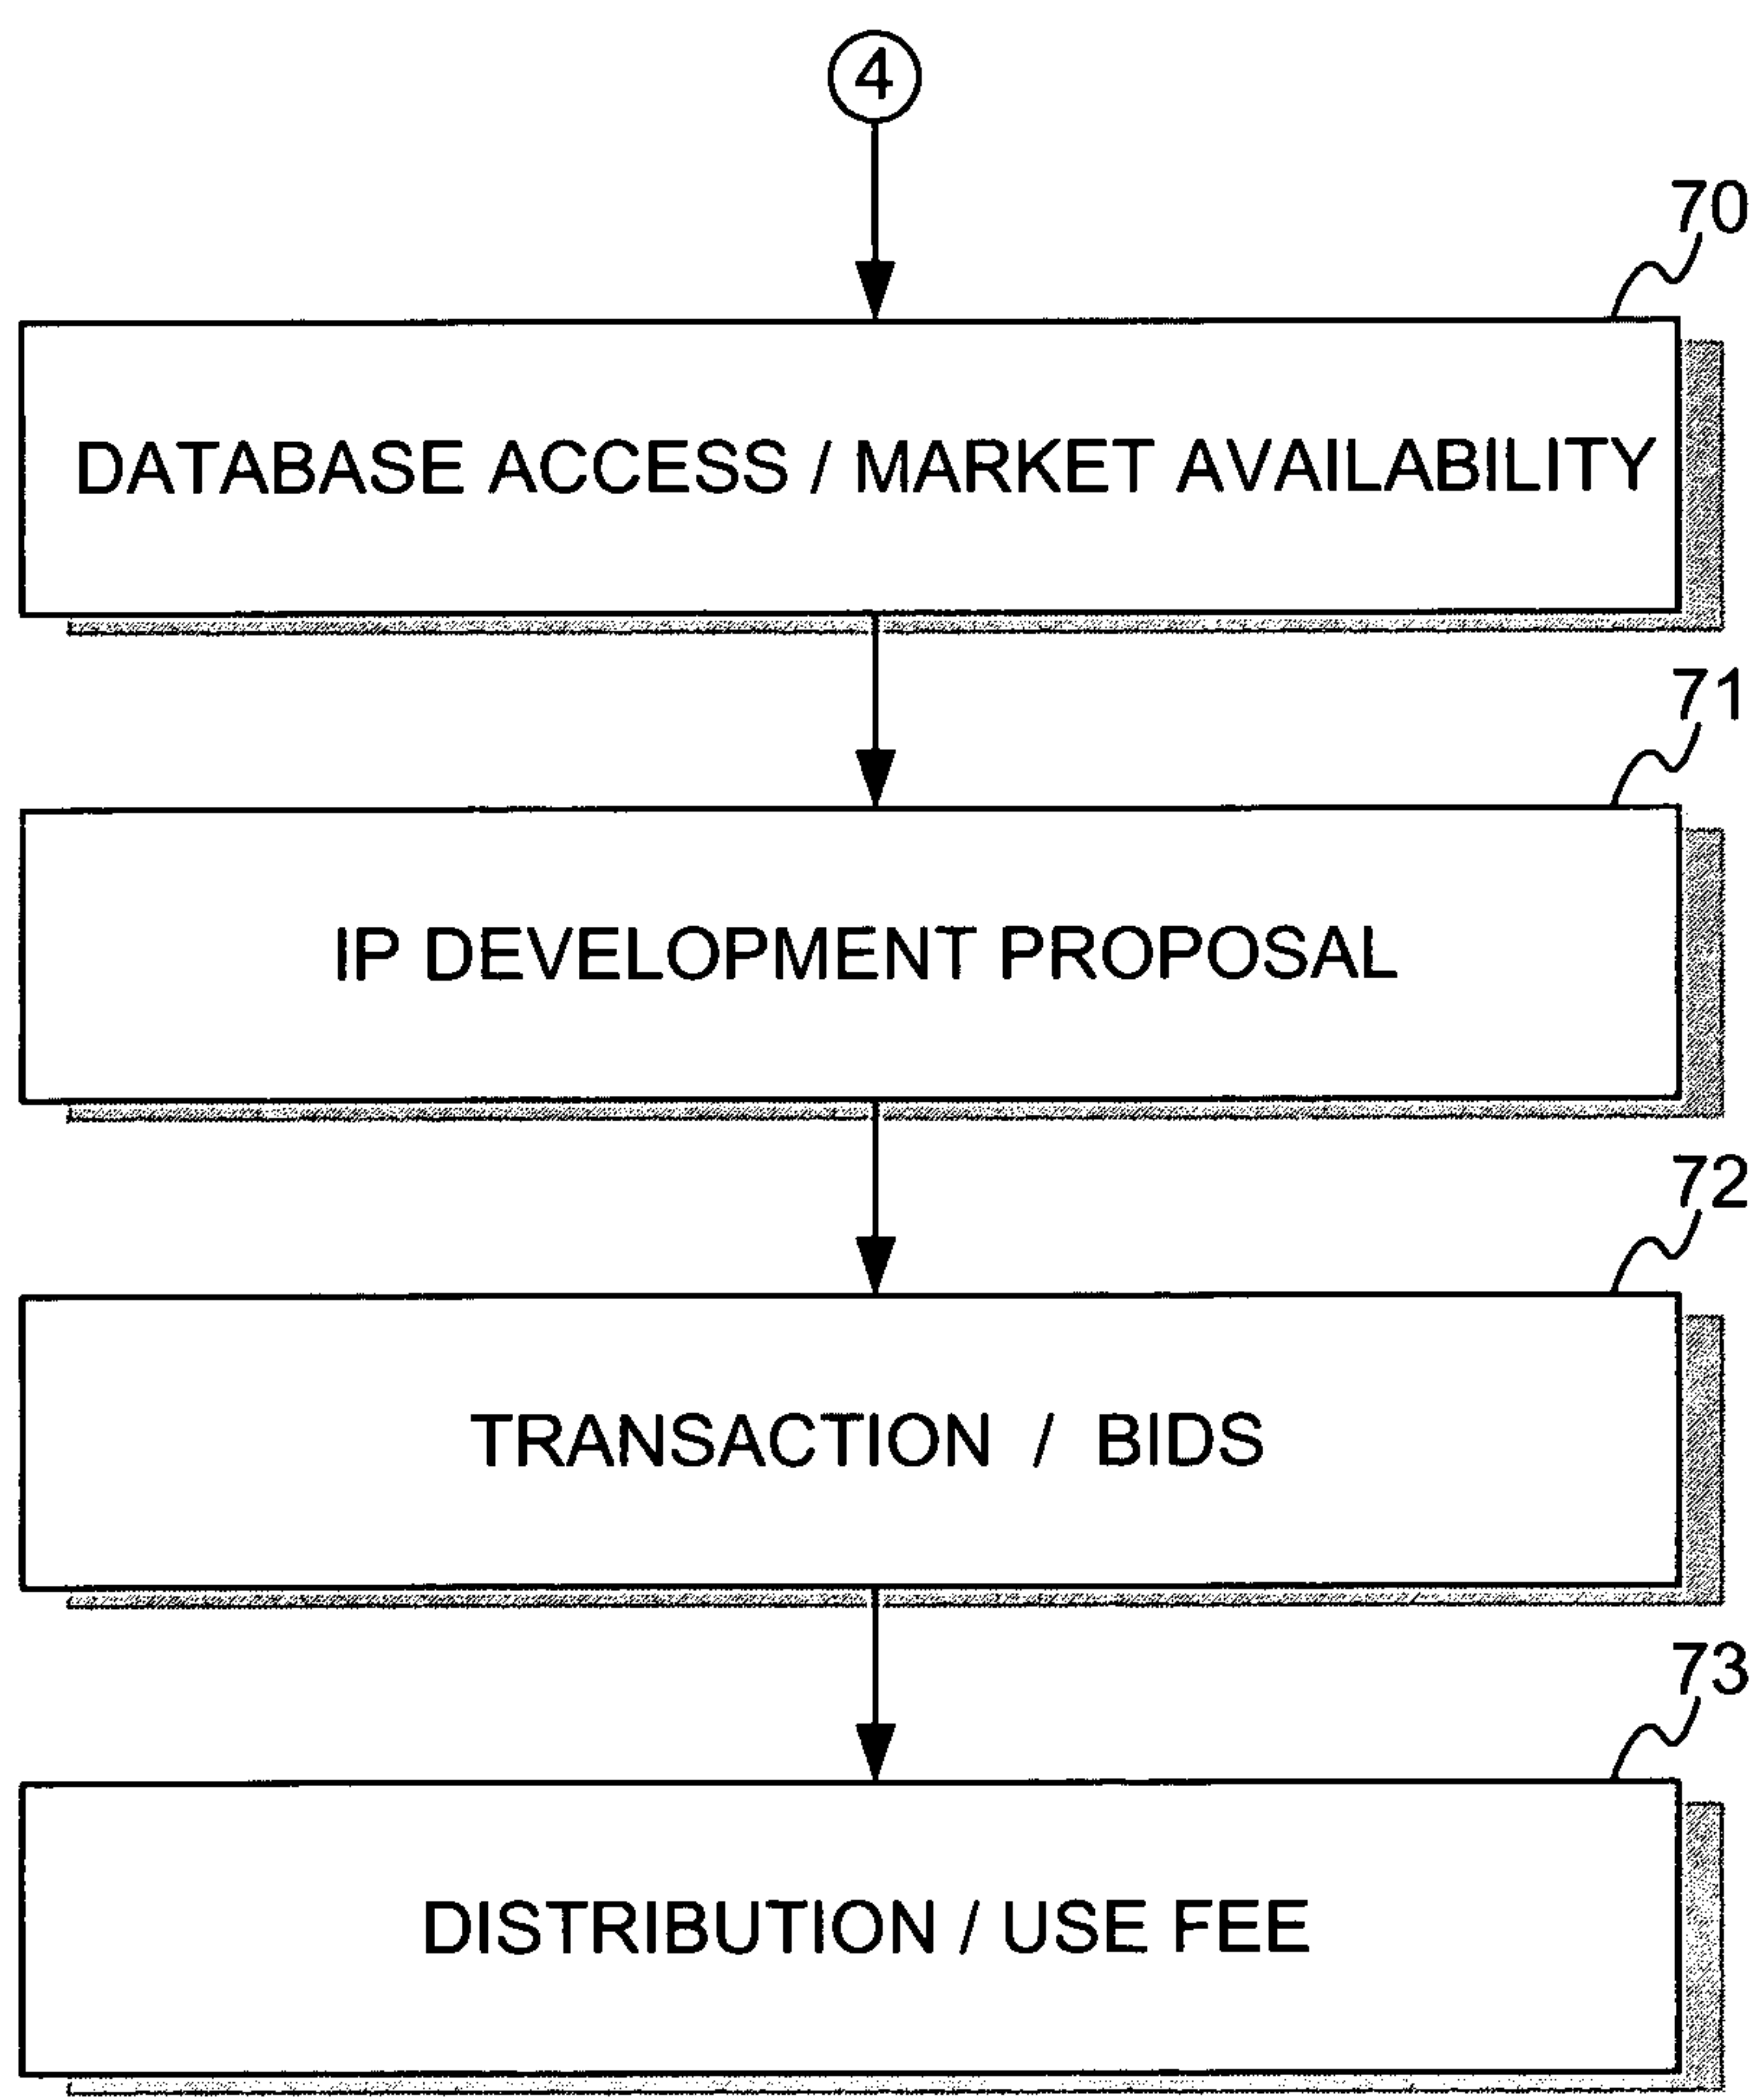 4
70
DATABASE ACCESS / MARKET AVAILABILITY
71
IP DEVELOPMENT PROPOSAL
72
TRANSACTION / BIDS
73
DISTRIBUTION / USE FEE